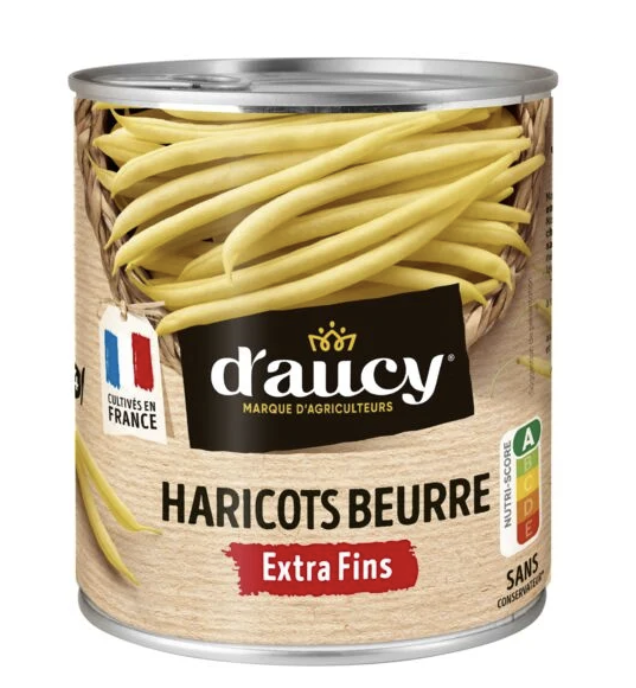 d'aucy®
MARQUE D'AGRICULTEURS
CULTIVÉS EN
FRANCE
HARICOTS BEURRE
Extra Fins
NUTRI-SCORE
A
B
C
D
E
SANS
CONSERVATEUR*